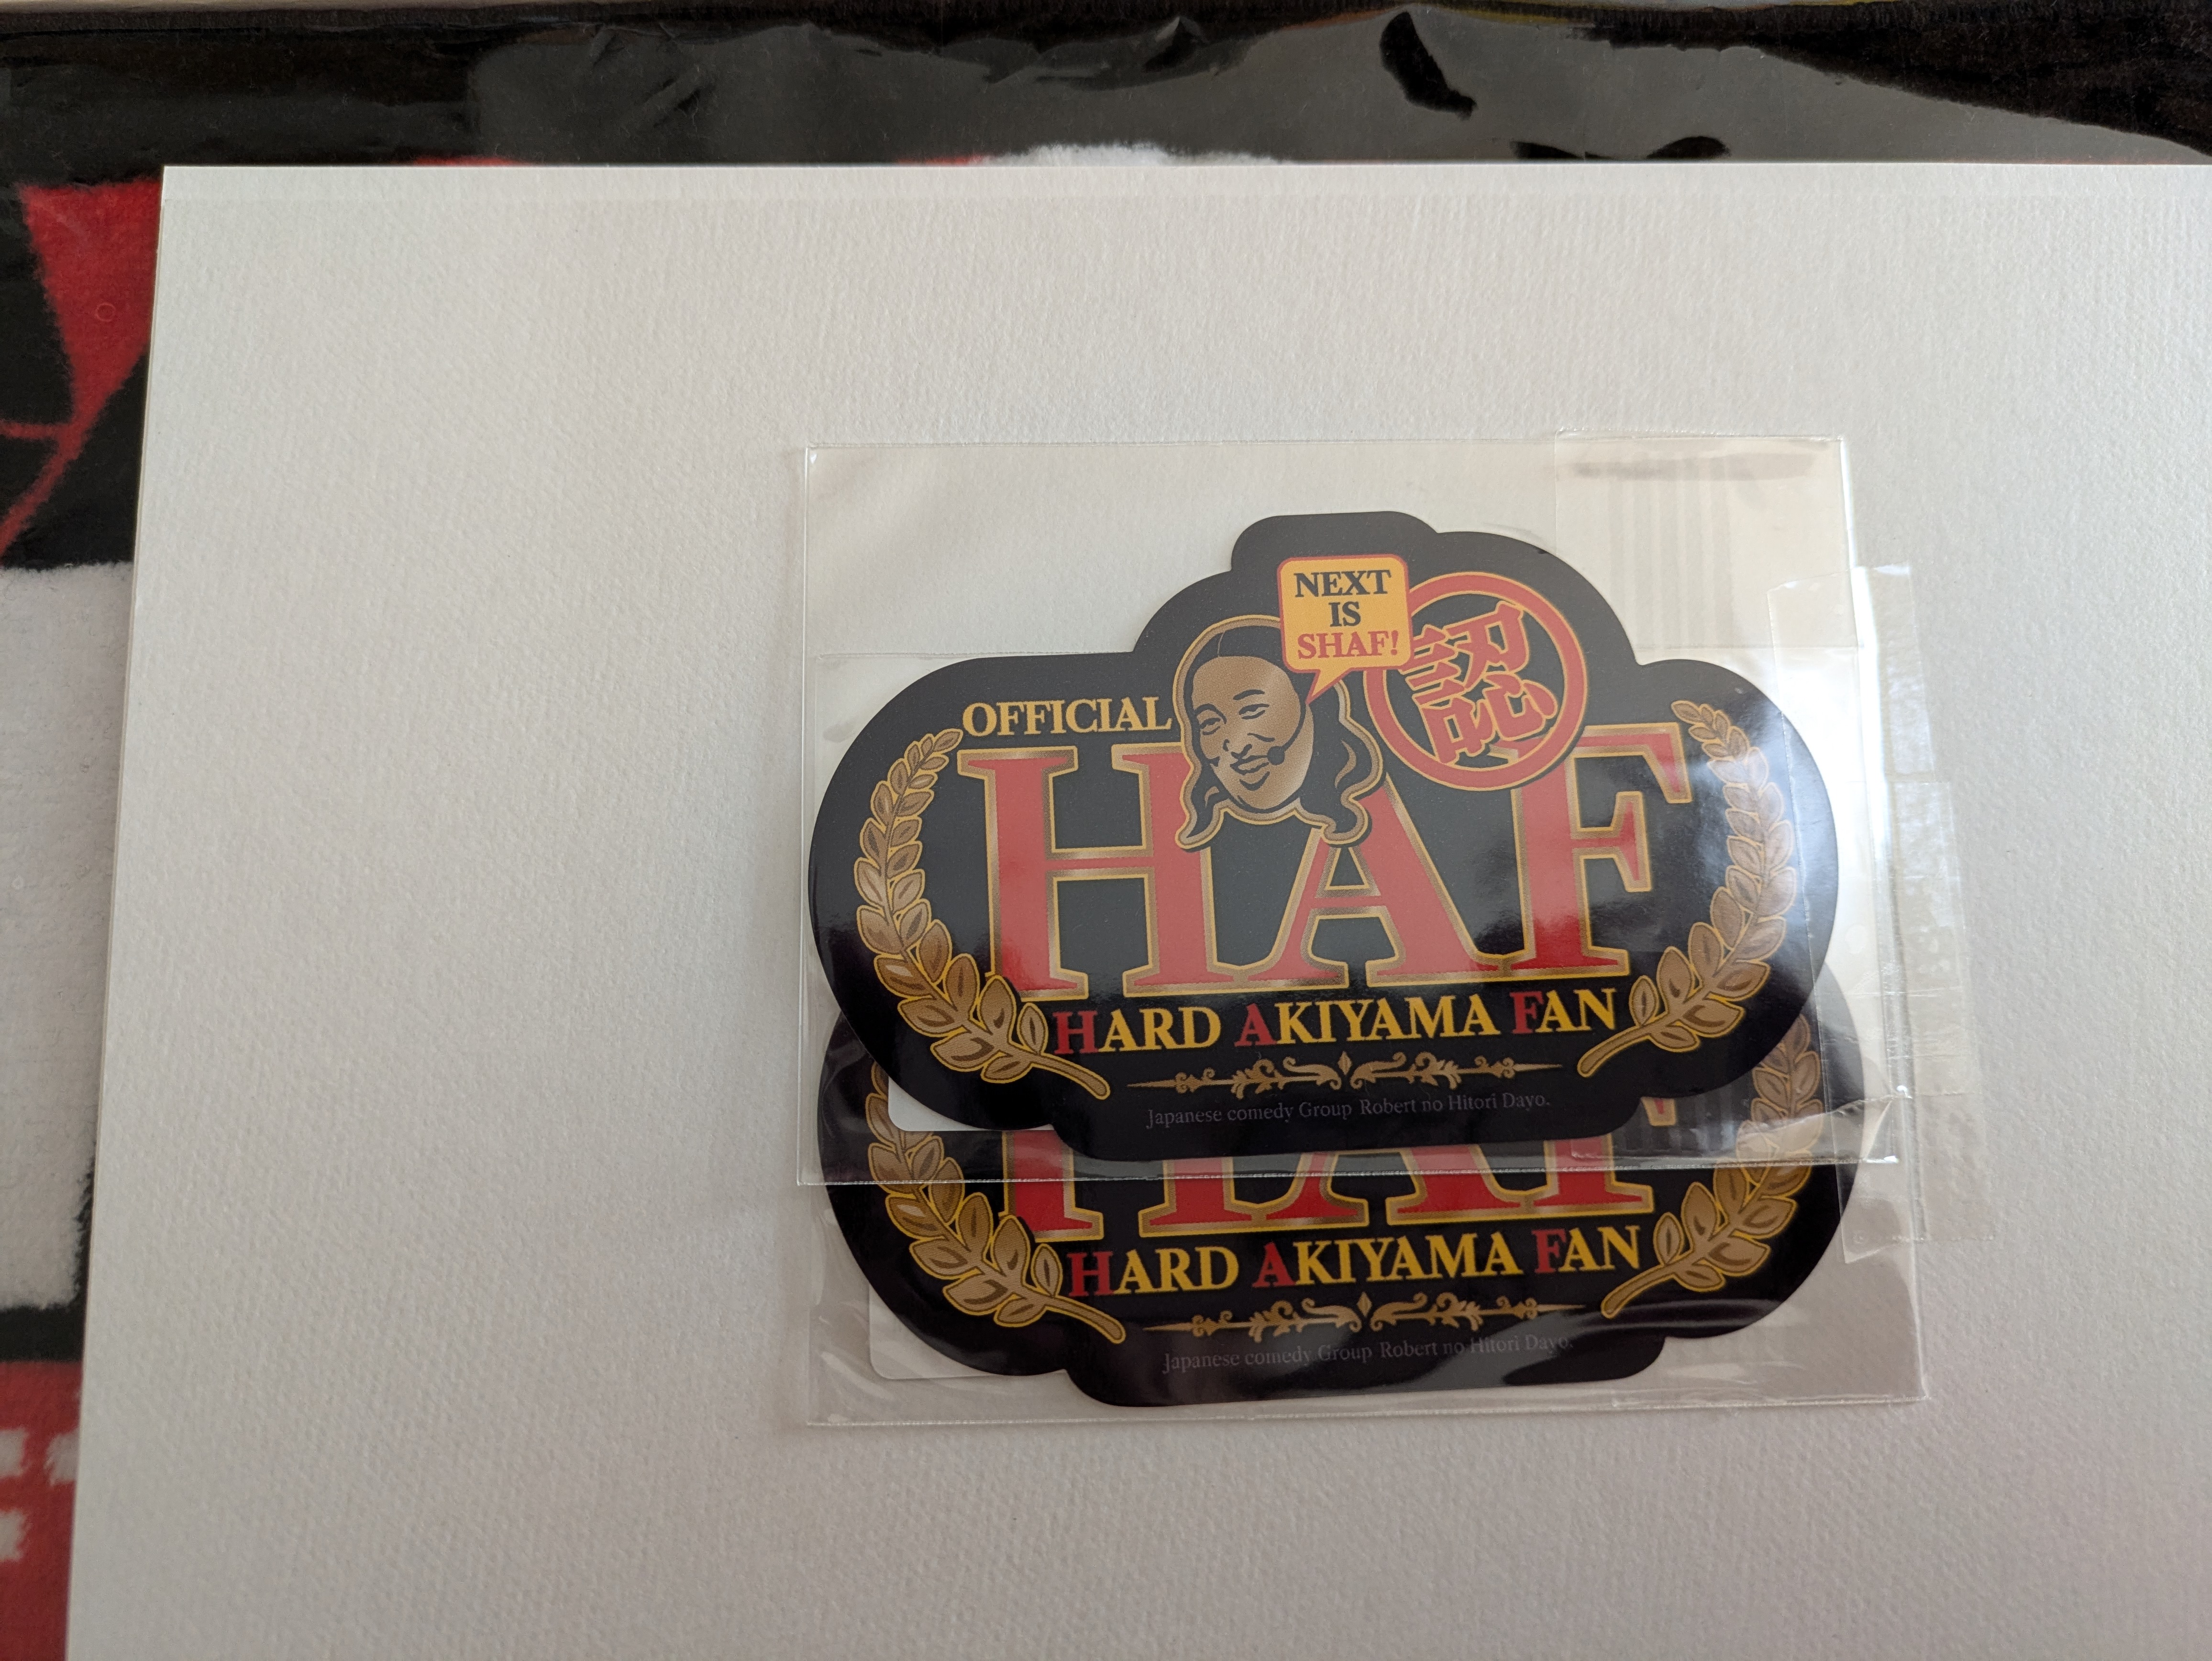 NEXT
IS
SHAF!
認
OFFICIAL
HAF
HARD AKIYAMA FAN
Japanese comedy Group Robert no Hitori Dayo.
HAF
HARD AKIYAMA FAN
Japanese comedy Group Robert no Hitori Dayo.